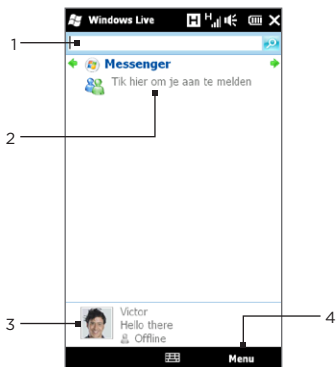 Windows Live
H H
1
Messenger
Tik hier om je aan te melden
2
Victor
Hello there
Offline
3
4
Menu